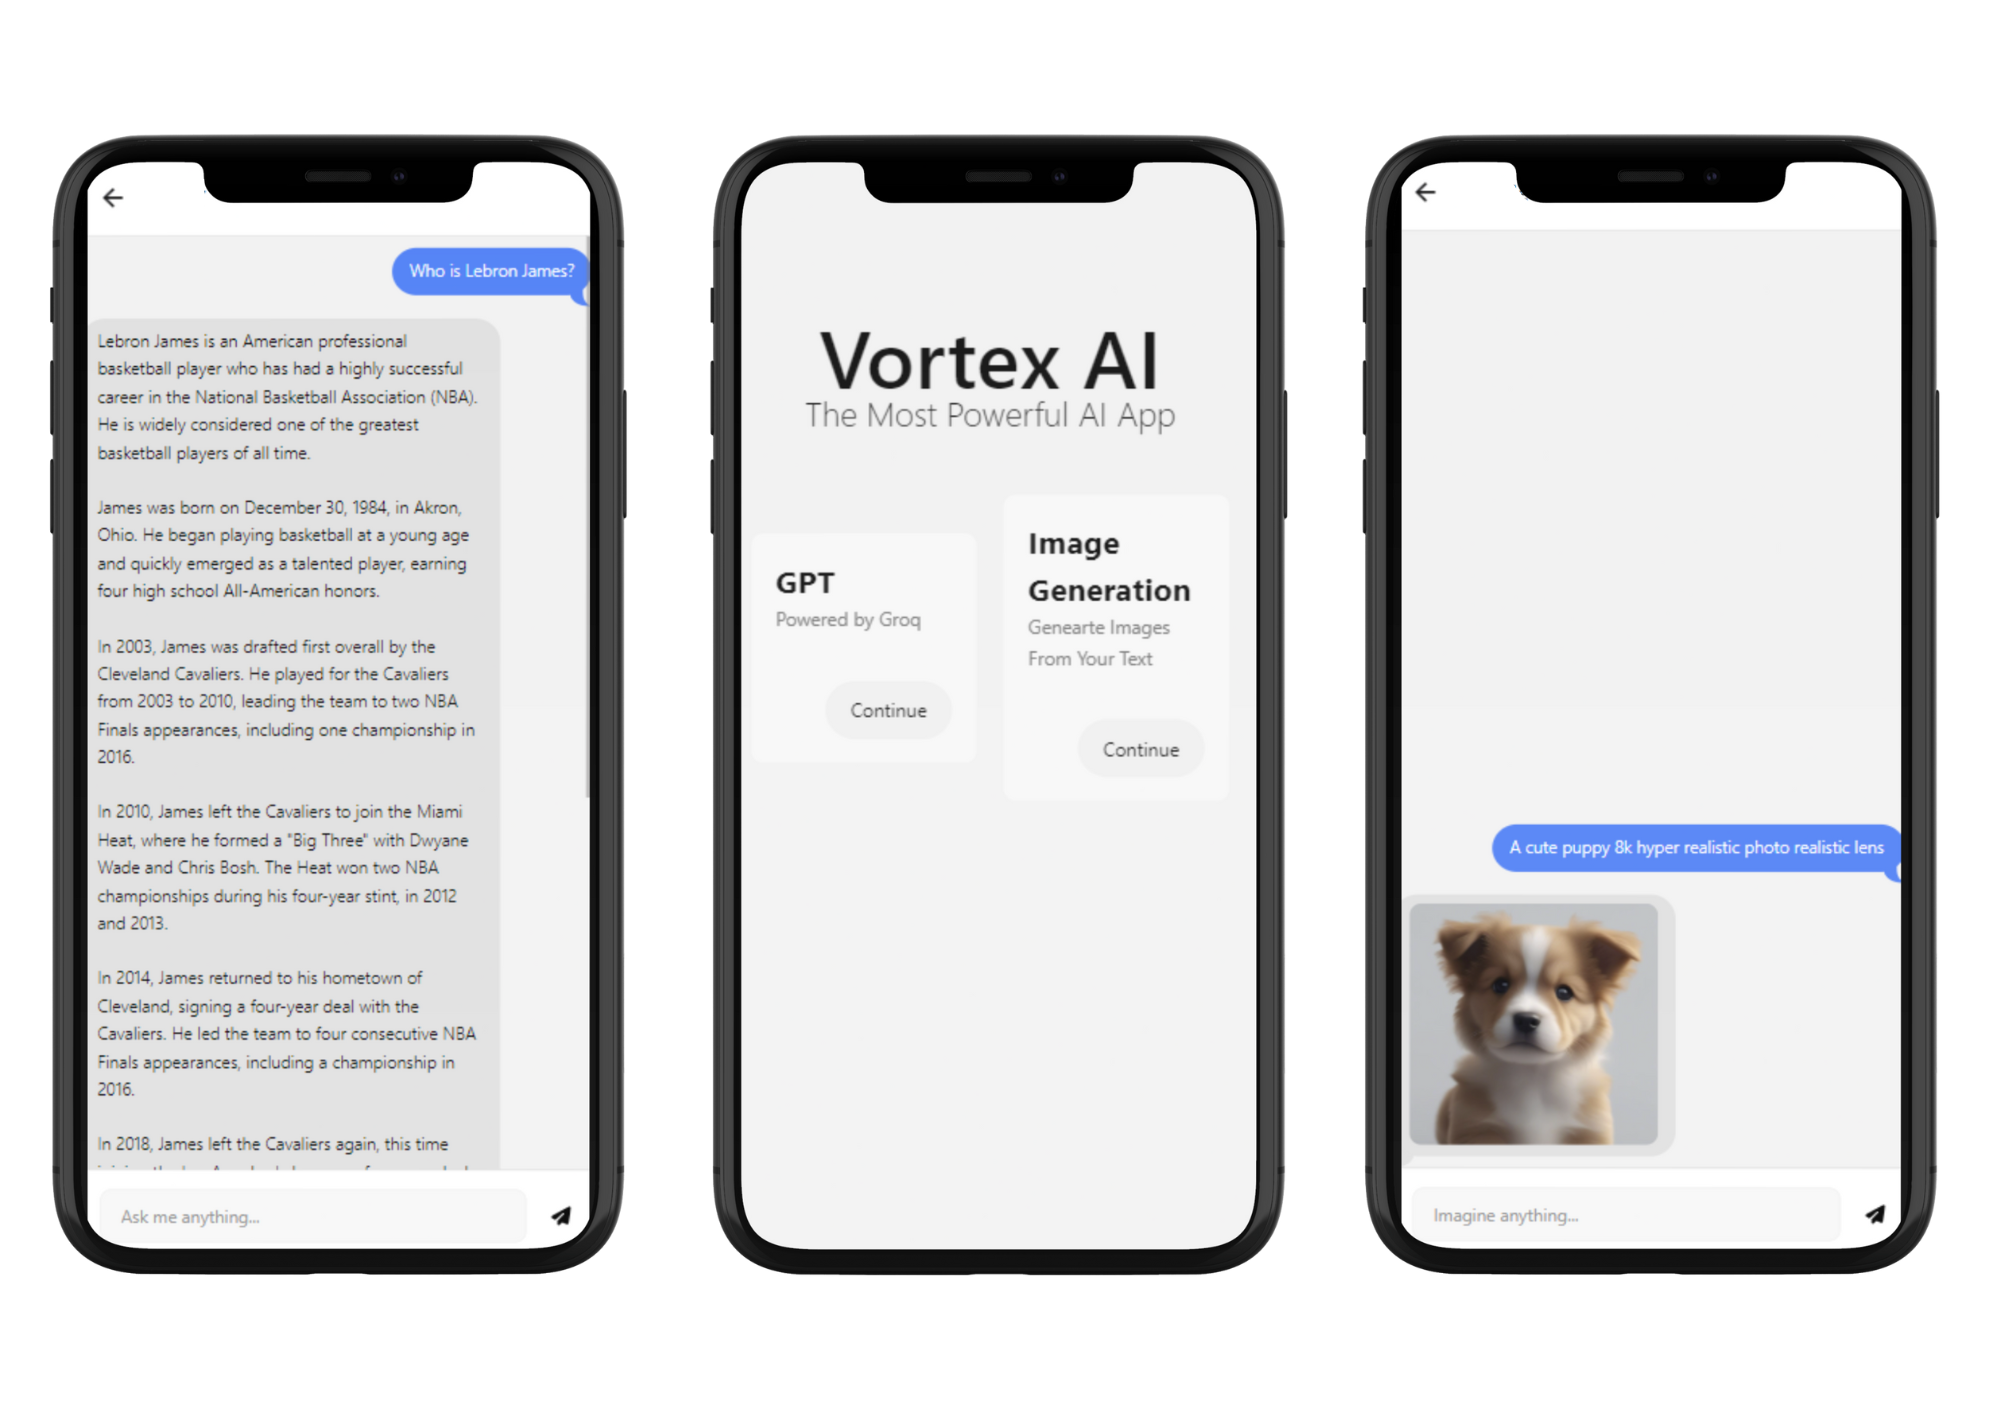 Who is Lebron James?
Lebron James is an American professional
basketball player who has had a highly successful
career in the National Basketball Association (NBA).
He is widely considered one of the greatest
basketball players of all time.
James was born on December 30, 1984, in Akron,
Ohio. He began playing basketball at a young age
and quickly emerged as a talented player, earning
four high school All-American honors.
In 2003, James was drafted first overall by the
Cleveland Cavaliers. He played for the Cavaliers
from 2003 to 2010, leading the team to two NBA
Finals appearances, including one championship in
2016.
In 2010, James left the Cavaliers to join the Miami
Heat, where he formed a "Big Three" with Dwyane
Wade and Chris Bosh. The Heat won two NBA
championships during his four-year stint, in 2012
and 2013.
In 2014, James returned to his hometown of
Cleveland, signing a four-year deal with the
Cavaliers. He led the team to four consecutive NBA
Finals appearances, including a championship in
2016.
In 2018, James left the Cavaliers again, this time
Ask me anything...
Vortex AI
The Most Powerful AI App
GPT
Powered by Groq
Continue
Image
Generation
Genearte Images
From Your Text
Continue
A cute puppy 8k hyper realistic photo realistic lens
Imagine anything...